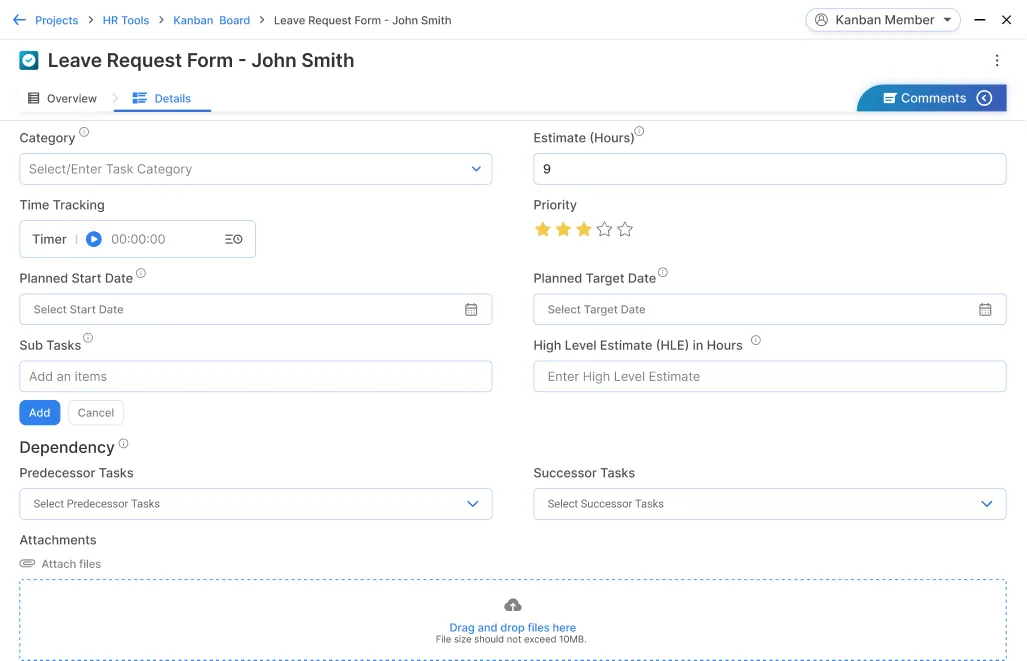 Projects > HR Tools > Kanban Board > Leave Request Form - John Smith
Kanban Member
Leave Request Form - John Smith
Overview
Details
Comments
Category
Estimate (Hours)
Select/Enter Task Category
9
Time Tracking
Priority
Timer | 00:00:00
Planned Start Date
Planned Target Date
Select Start Date
Select Target Date
Sub Tasks
High Level Estimate (HLE) in Hours
Add an items
Enter High Level Estimate
Add
Cancel
Dependency
Predecessor Tasks
Successor Tasks
Select Predecessor Tasks
Select Successor Tasks
Attachments
Attach files
Drag and drop files here
File size should not exceed 10MB.